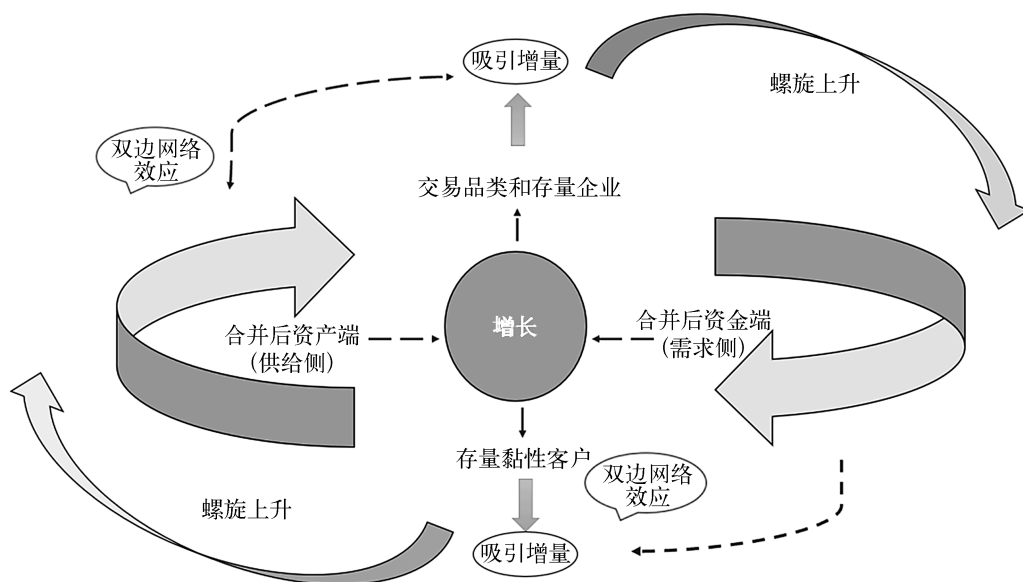 吸引增量
螺旋上升
双边网络
效应
交易品类和存量企业
增长
合并后资产端
(供给侧)
合并后资金端
(需求侧)
存量黏性客户
双边网络
效应
螺旋上升
吸引增量